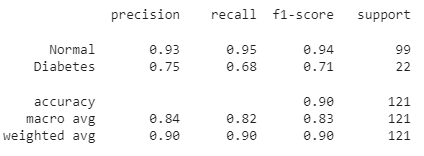 precision recall f1-score support
Normal 0.93 0.95 0.94 99
Diabetes 0.75 0.68 0.71 22
accuracy 0.90 121
macro avg 0.84 0.82 0.83 121
weighted avg 0.90 0.90 0.90 121